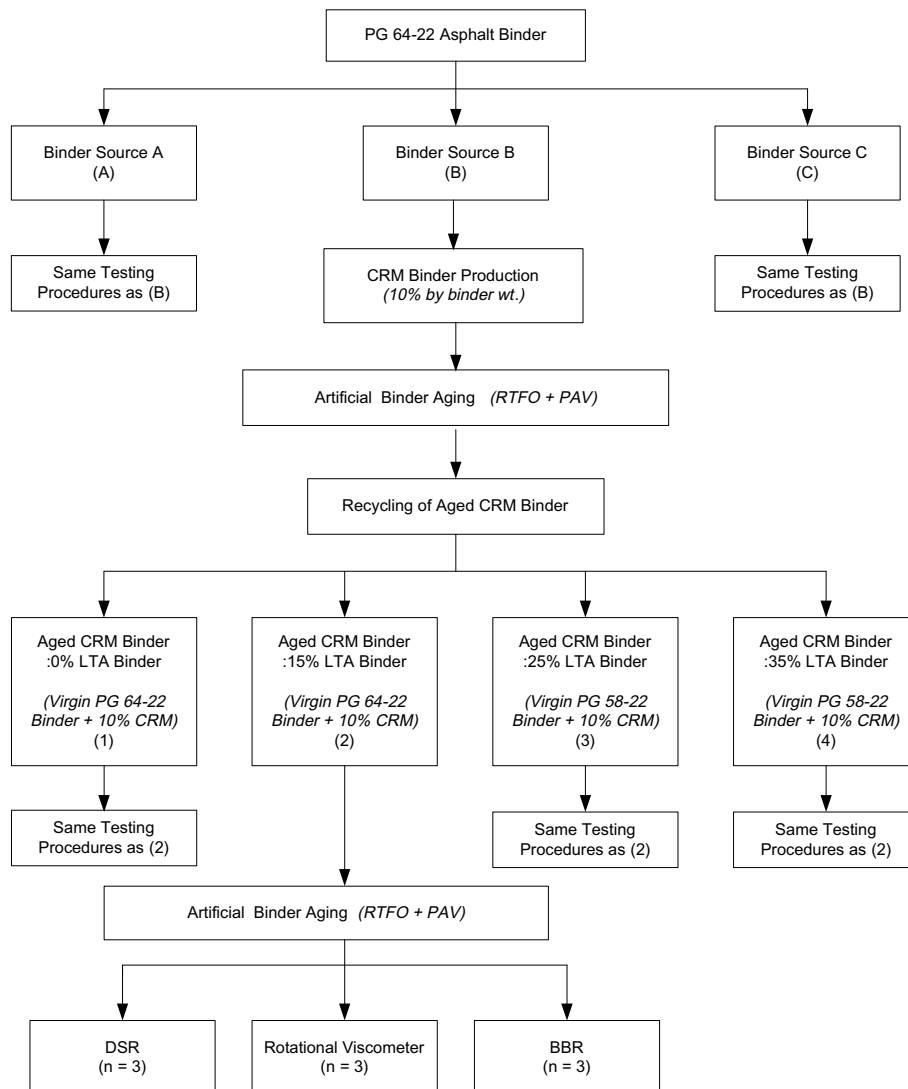 PG 64-22 Asphalt Binder
Binder Source A
(A)
Binder Source B
(B)
Binder Source C
(C)
Same Testing
Procedures as (B)
CRM Binder Production
(10% by binder wt.)
Same Testing
Procedures as (B)
Artificial Binder Aging (RTFO + PAV)
Recycling of Aged CRM Binder
Aged CRM Binder
:0% LTA Binder
(Virgin PG 64-22
Binder + 10% CRM)
(1)
Aged CRM Binder
:15% LTA Binder
(Virgin PG 64-22
Binder + 10% CRM)
(2)
Aged CRM Binder
:25% LTA Binder
(Virgin PG 58-22
Binder + 10% CRM)
(3)
Aged CRM Binder
:35% LTA Binder
(Virgin PG 58-22
Binder + 10% CRM)
(4)
Same Testing
Procedures as (2)
Same Testing
Procedures as (2)
Same Testing
Procedures as (2)
Artificial Binder Aging (RTFO + PAV)
DSR
(n = 3)
Rotational Viscometer
(n = 3)
BBR
(n = 3)